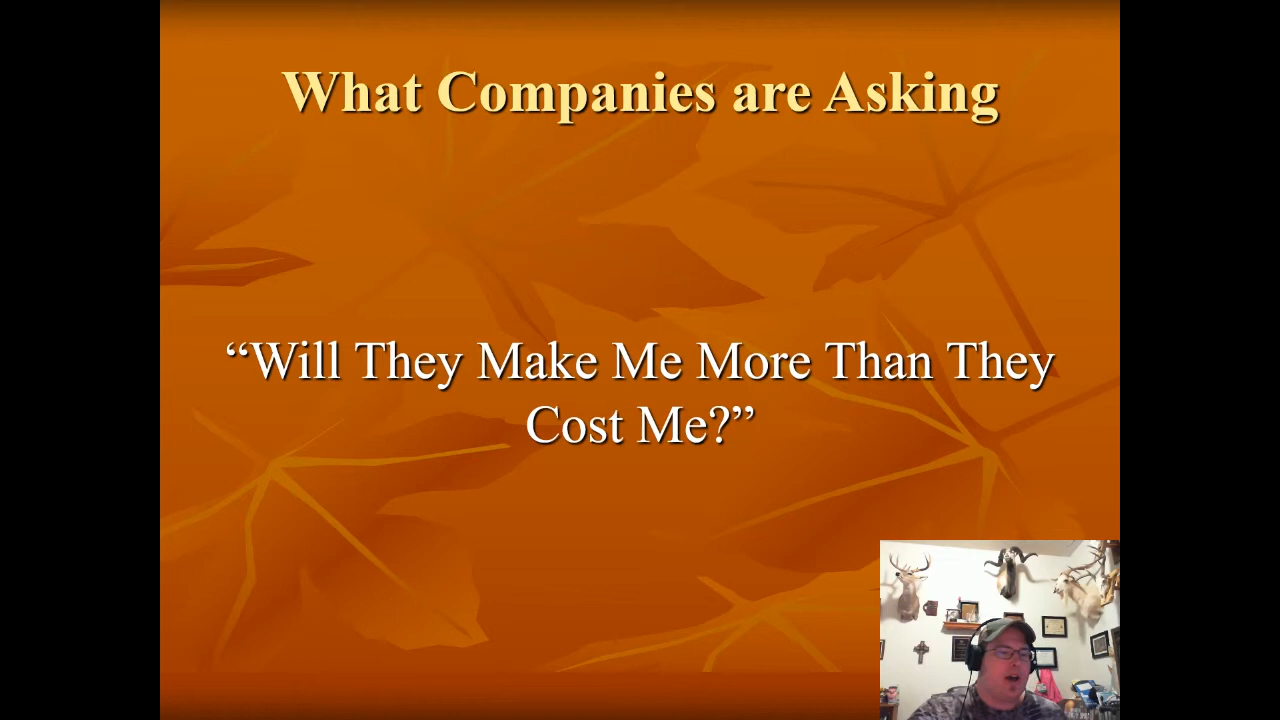 What Companies are Asking
“Will They Make Me More Than They
Cost Me?”